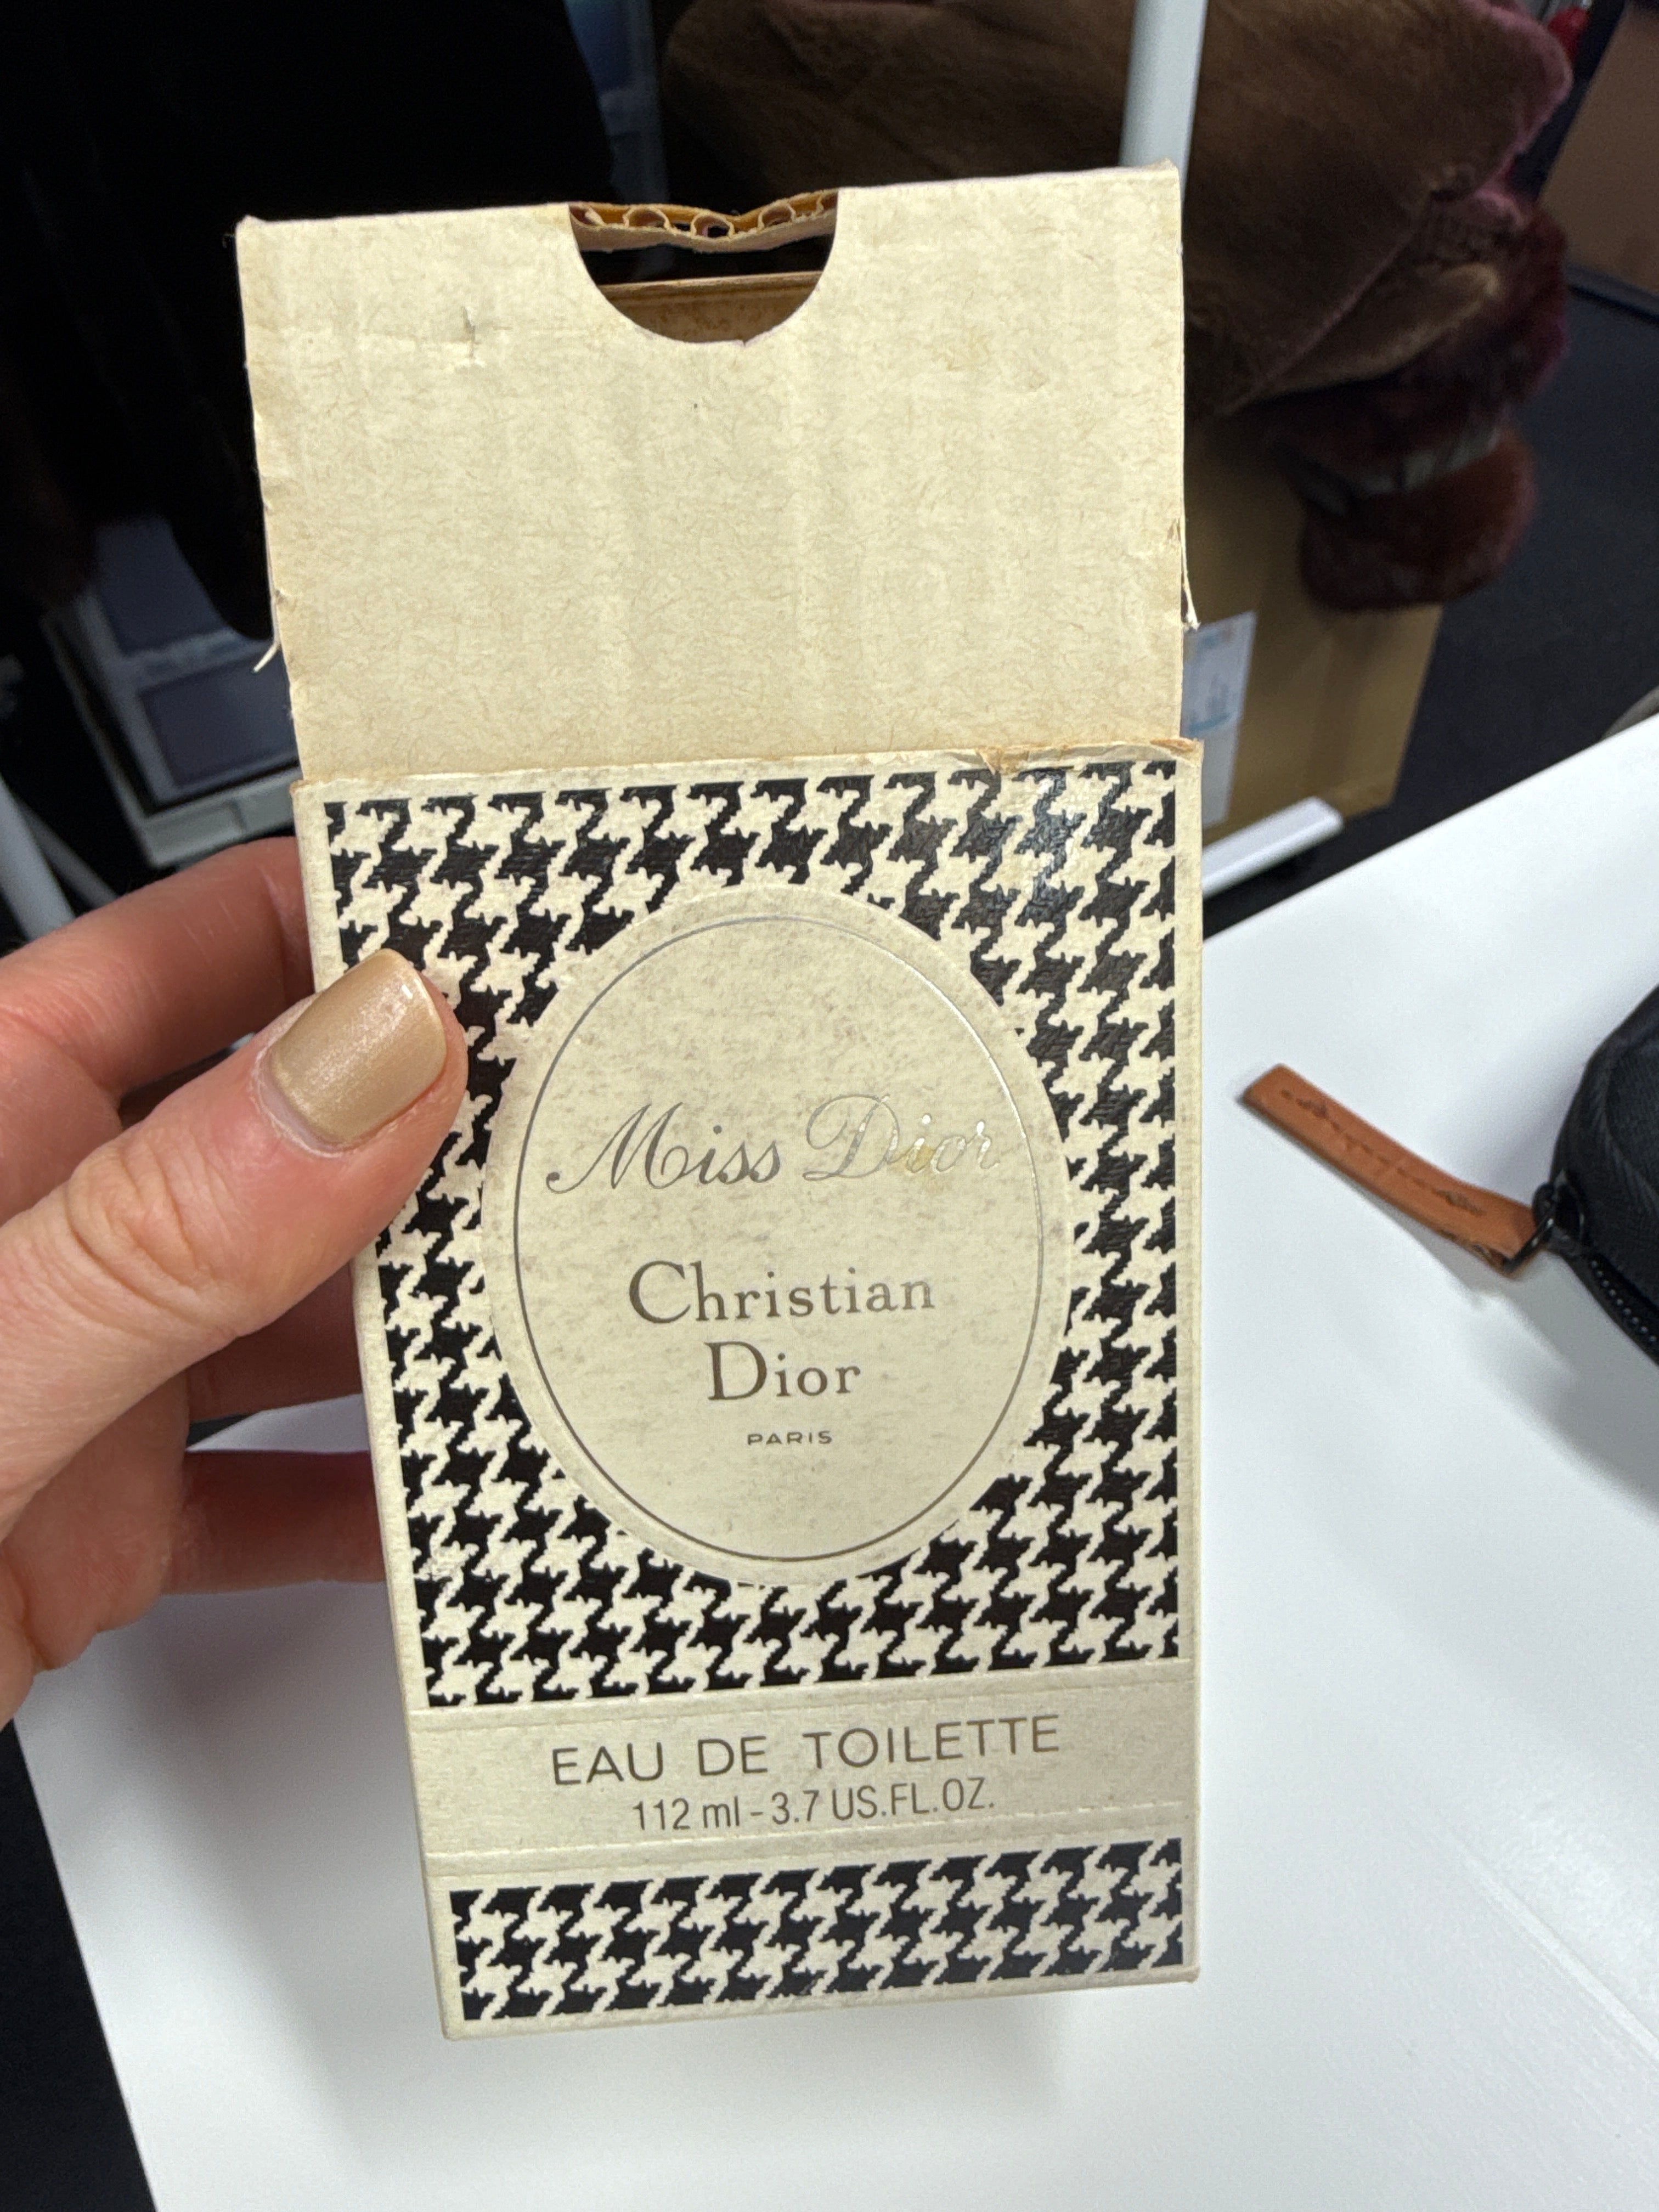 Miss Dior
Christian
Dior
PARIS
EAU DE TOILETTE
112 ml - 3.7 US.FL.OZ.